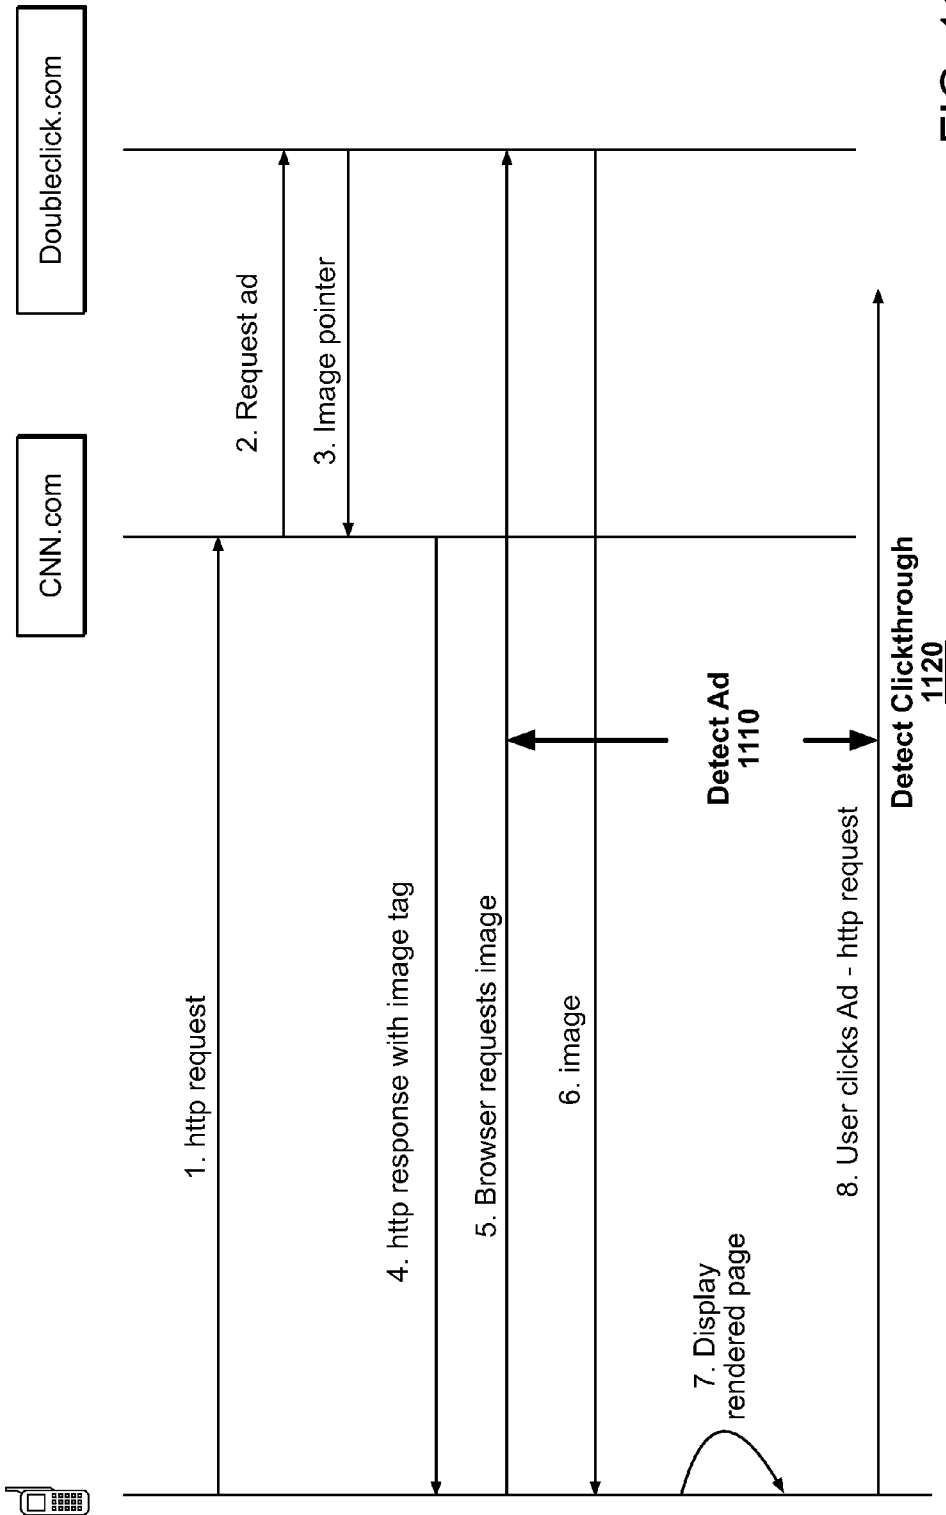 CNN.com
Doubleclick.com
1. http request
2. Request ad
3. Image pointer
4. http response with image tag
5. Browser requests image
6. image
7. Display
rendered page
Detect Ad
1110
8. User clicks Ad - http request
Detect Clickthrough
1120